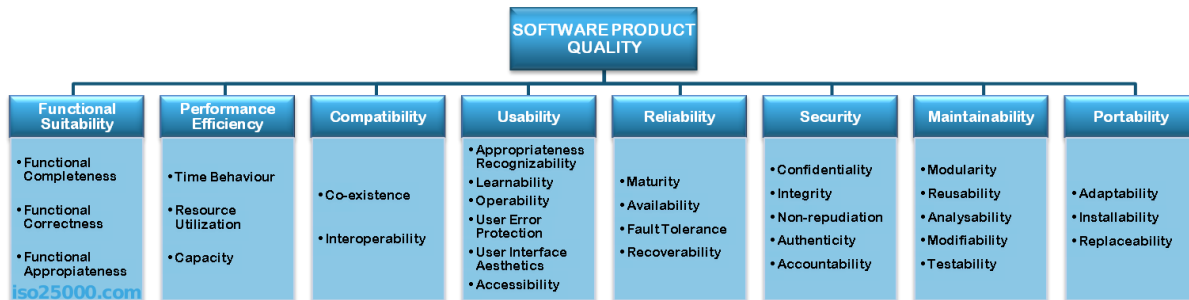 SOFTWARE PRODUCT
QUALITY
Functional
Suitability
• Functional
Completeness
• Functional
Correctness
• Functional
Appropiateness
Performance
Efficiency
• Time Behaviour
• Resource
Utilization
• Capacity
Compatibility
• Co-existence
• Interoperability
Usability
• Appropriateness
Recognizability
• Learnability
• Operability
• User Error
Protection
• User Interface
Aesthetics
• Accessibility
Reliability
• Maturity
• Availability
• Fault Tolerance
• Recoverability
Security
• Confidentiality
• Integrity
• Non-repudiation
• Authenticity
• Accountability
Maintainability
• Modularity
• Reusability
• Analysability
• Modifiability
• Testability
Portability
• Adaptability
• Installability
• Replaceability
iso25000.com